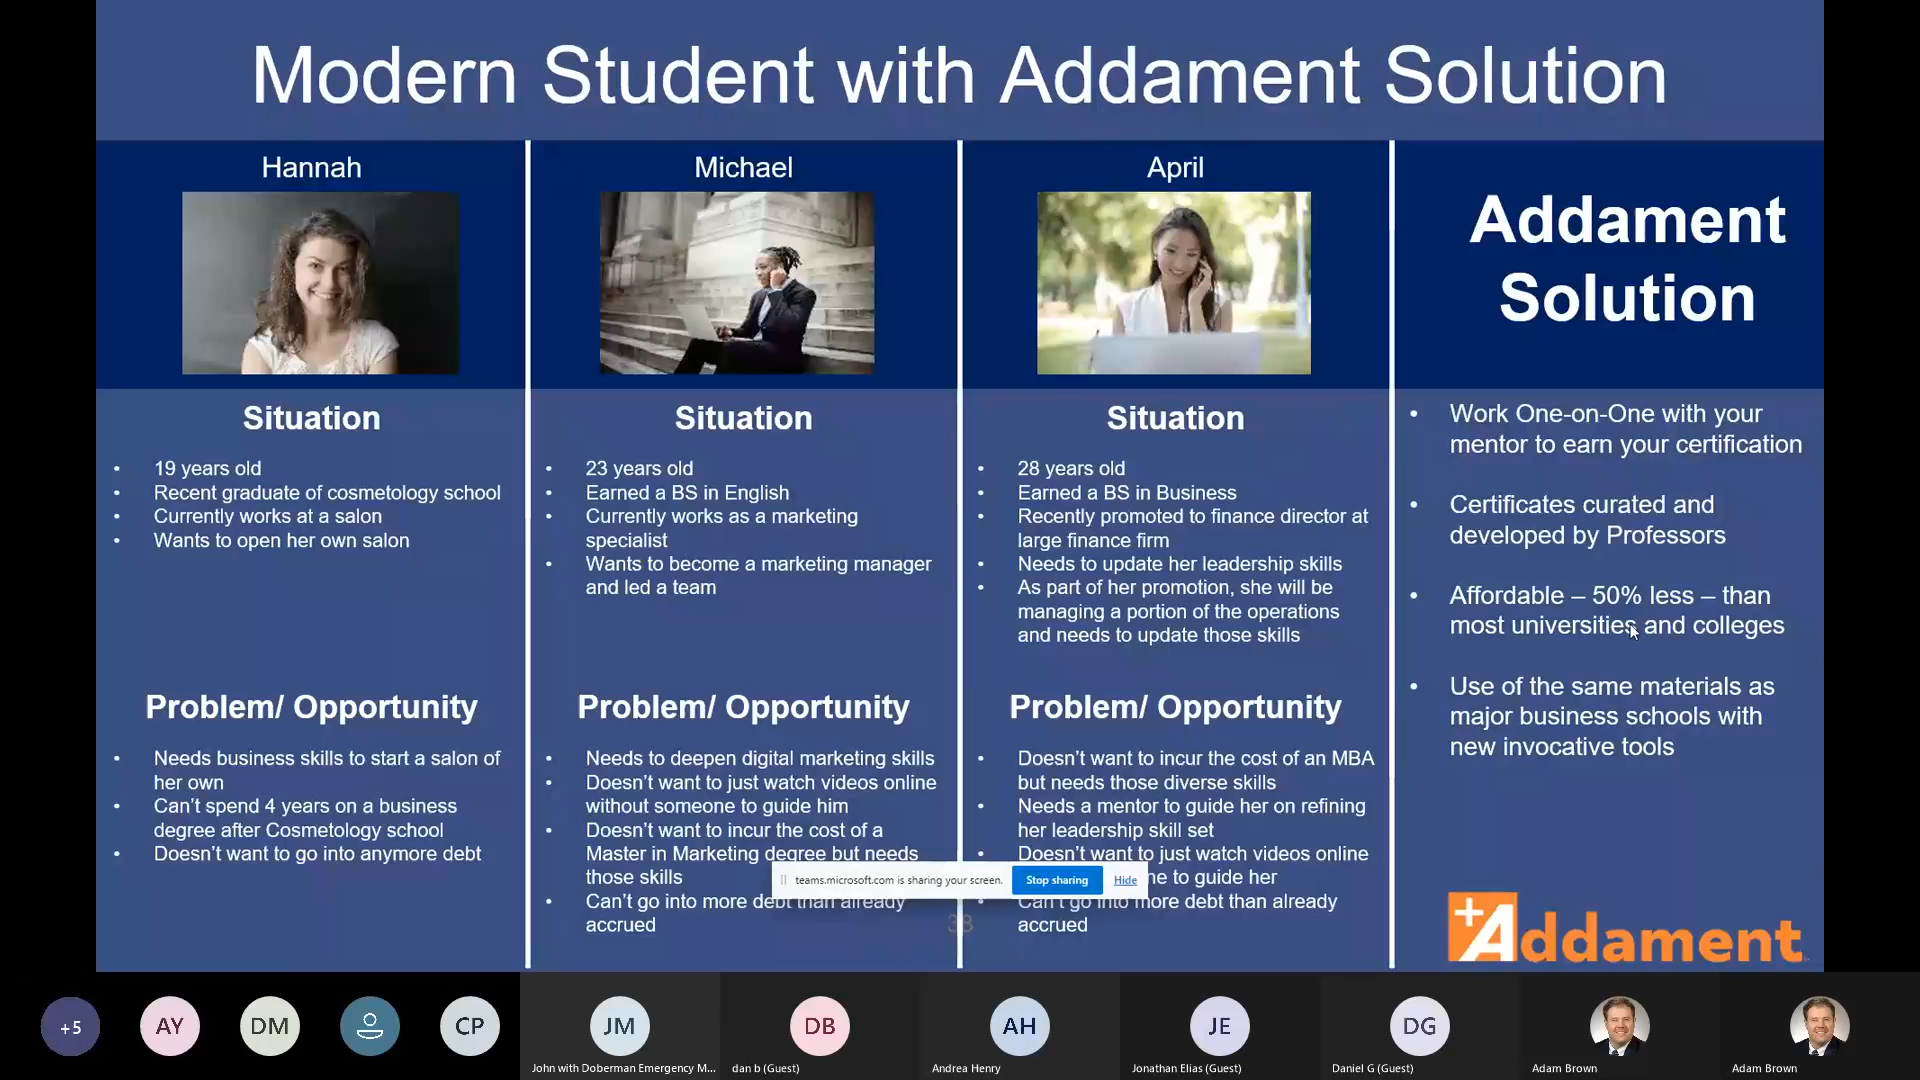 Modern Student with Addament Solution
Hannah
Michael
April
Addament
Solution
Situation
• 19 years old
• Recent graduate of cosmetology school
• Currently works at a salon
• Wants to open her own salon
Problem/ Opportunity
• Needs business skills to start a salon of
her own
• Can't spend 4 years on a business
degree after Cosmetology school
• Doesn't want to go into anymore debt
Situation
• 23 years old
• Earned a BS in English
• Currently works as a marketing
specialist
• Wants to become a marketing manager
and led a team
Problem/ Opportunity
• Needs to deepen digital marketing skills
• Doesn't want to just watch videos online
without someone to guide him
• Doesn't want to incur the cost of a
Master in Marketing degree but needs
those skills
• Can't go into more debt than already
accrued
Situation
• 28 years old
• Earned a BS in Business
• Recently promoted to finance director at
large finance firm
• Needs to update her leadership skills
• As part of her promotion, she will be
managing a portion of the operations
and needs to update those skills
Problem/ Opportunity
• Doesn't want to incur the cost of an MBA
but needs those diverse skills
• Needs a mentor to guide her on refining
her leadership skill set
• Doesn't want to just watch videos online
ne to guide her
• Can't go into more debt than already
accrued
• Work One-on-One with your
mentor to earn your certification
• Certificates curated and
developed by Professors
• Affordable – 50% less – than
most universities and colleges
• Use of the same materials as
major business schools with
new invocative tools
teams.microsoft.com is sharing your screen.
Stop sharing
Hide
38
+Addament
+5
AY
DM
CP
JM
DB
AH
JE
DG
John with Doberman Emergency M...
dan b (Guest)
Andrea Henry
Jonathan Elias (Guest)
Daniel G (Guest)
Adam Brown
Adam Brown